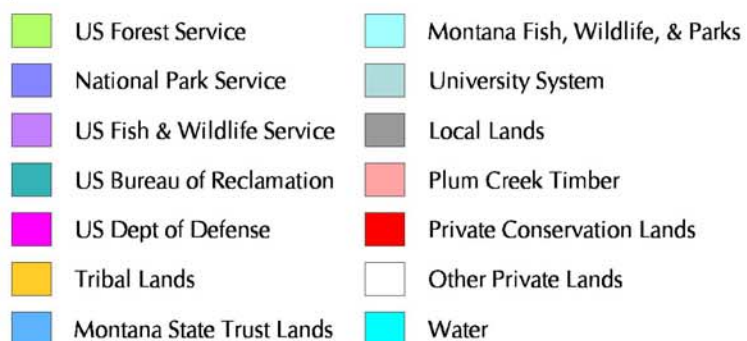 US Forest Service
National Park Service
US Fish & Wildlife Service
US Bureau of Reclamation
US Dept of Defense
Tribal Lands
Montana State Trust Lands
Montana Fish, Wildlife, & Parks
University System
Local Lands
Plum Creek Timber
Private Conservation Lands
Other Private Lands
Water